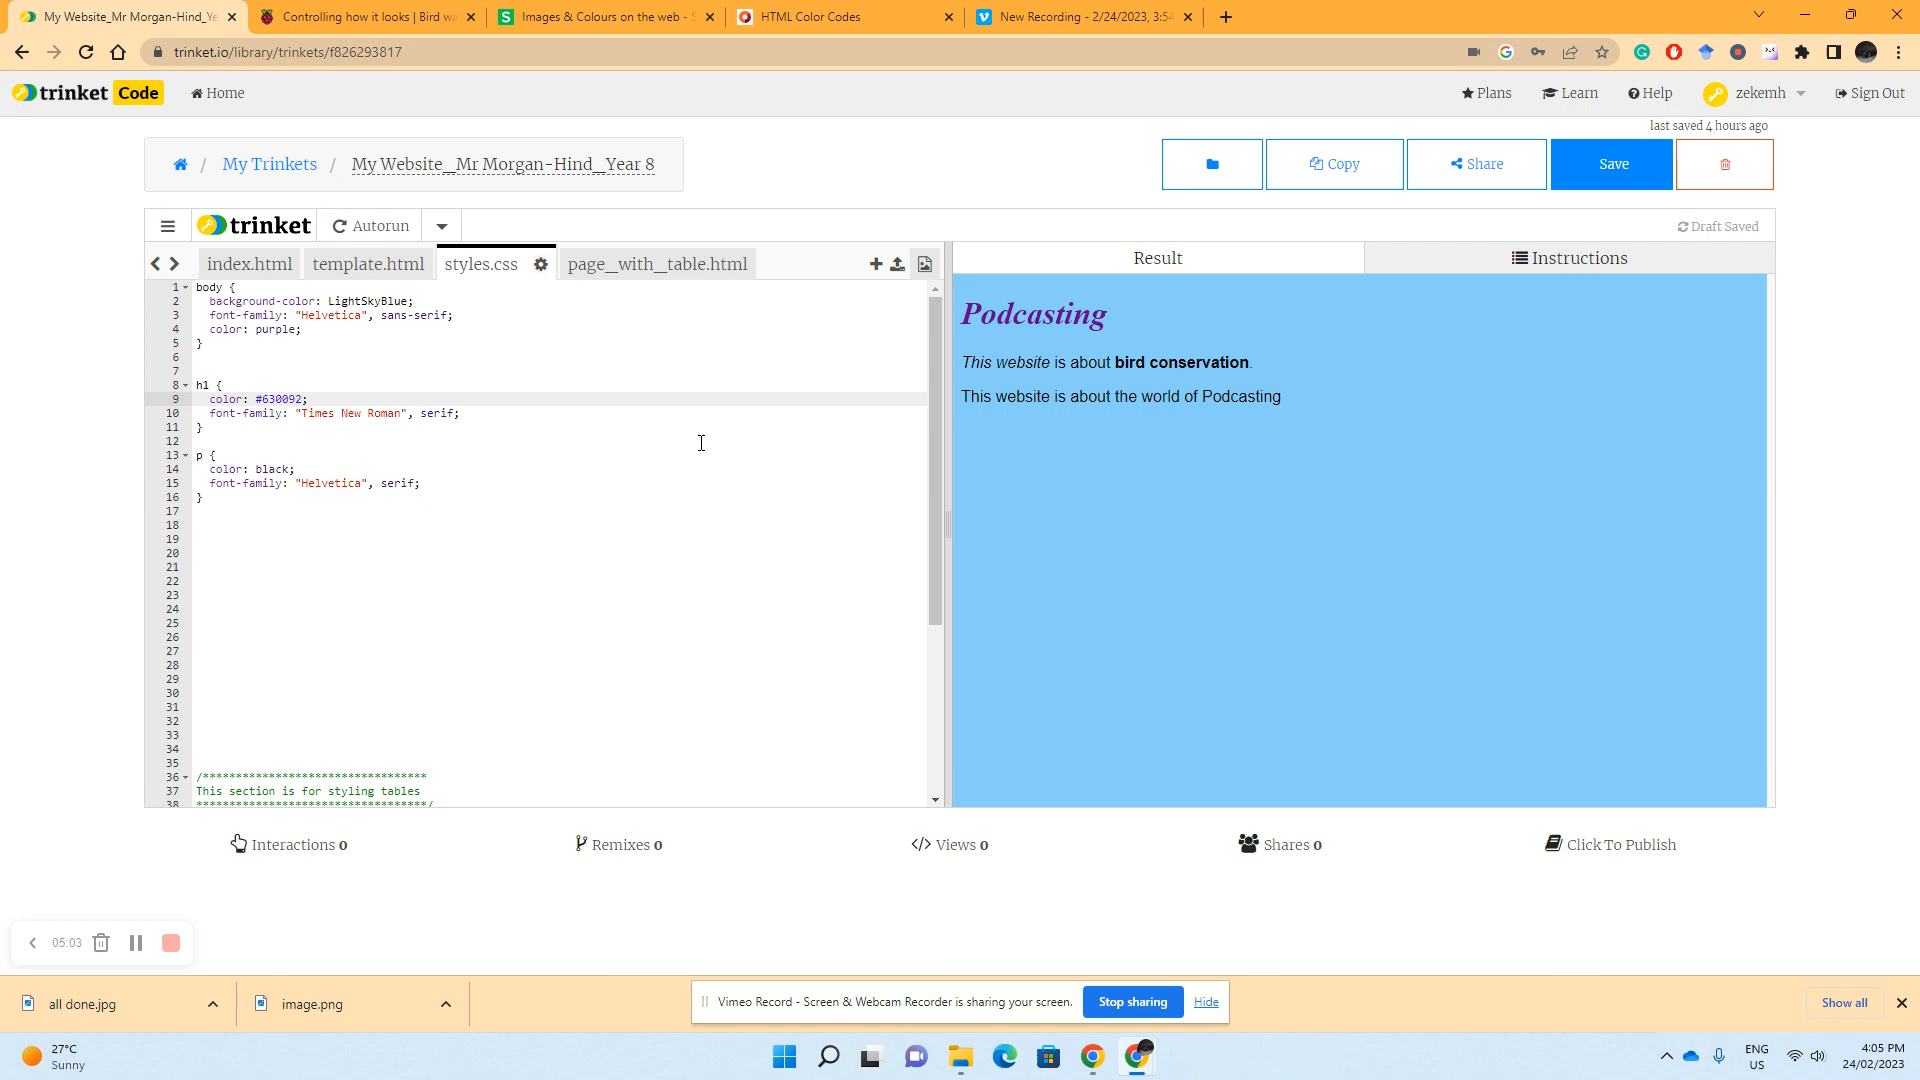 My Website_Mr Morgan-Hind_Ye
Controlling how it looks | Bird wa
Images & Colours on the web - S
HTML Color Codes
New Recording - 2/24/2023, 3:54
trinket.io/library/trinkets/f826293817
trinket Code
Home
Plans
Learn
Help
zekemh
Sign Out
last saved 4 hours ago
/ My Trinkets / My Website_Mr Morgan-Hind_Year 8
Copy
Share
Save
trinket
Autorun
Draft Saved
index.html
template.html
styles.css
page_with_table.html
Result
Instructions
1 body {
2 background-color: LightSkyBlue;
3 font-family: "Helvetica", sans-serif;
4 color: purple;
5 }
6
7
8 h1 {
9 color: #630092;
10 font-family: "Times New Roman", serif;
11 }
12
13 p {
14 color: black;
15 font-family: "Helvetica", serif;
16 }
17
18
19
20
21
22
23
24
25
26
27
28
29
30
31
32
33
34
35
36 /**********************************
37 This section is for styling tables
38 ***********************************/
Podcasting
This website is about bird conservation.
This website is about the world of Podcasting
Interactions 0
Remixes 0
Views 0
Shares 0
Click To Publish
05:03
all done.jpg
image.png
Vimeo Record - Screen & Webcam Recorder is sharing your screen.
Stop sharing
Hide
Show all
27°C
Sunny
ENG
US
4:05 PM
24/02/2023